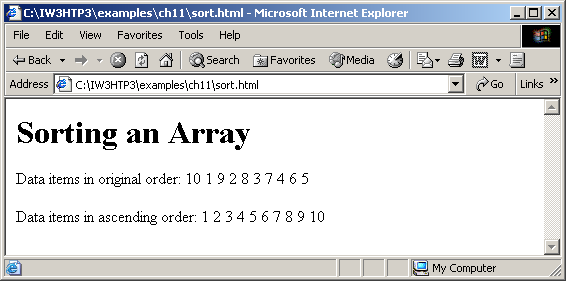 C:\IW3HTP3\examples\ch11\sort.html - Microsoft Internet Explorer
File Edit View Favorites Tools Help
Back Search Favorites Media
Address C:\IW3HTP3\examples\ch11\sort.html Go Links »
Sorting an Array
Data items in original order: 10 1 9 2 8 3 7 4 6 5
Data items in ascending order: 1 2 3 4 5 6 7 8 9 10
My Computer